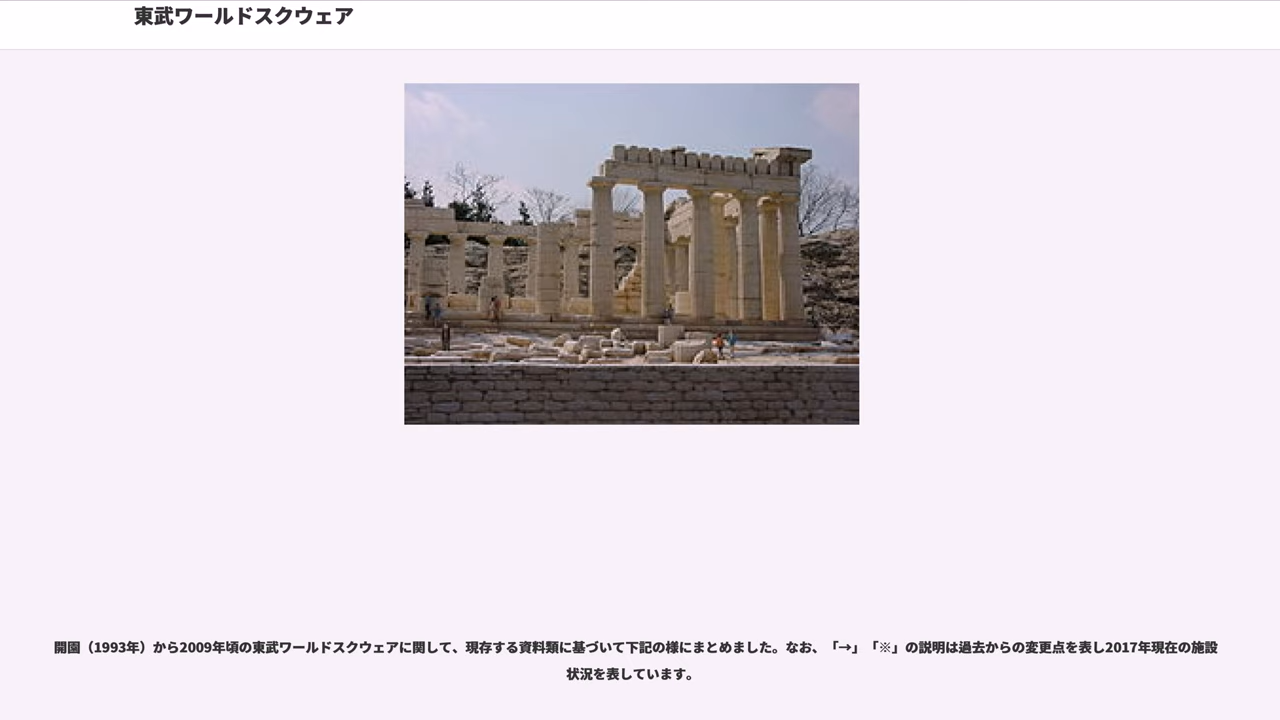 東武ワールドスクウェア
開園（1993年）から2009年頃の東武ワールドスクウェアに関して、現存する資料類に基づいて下記の様にまとめました。なお、「→」「※」の説明は過去からの変更点を表し2017年現在の施設
状況を表しています。